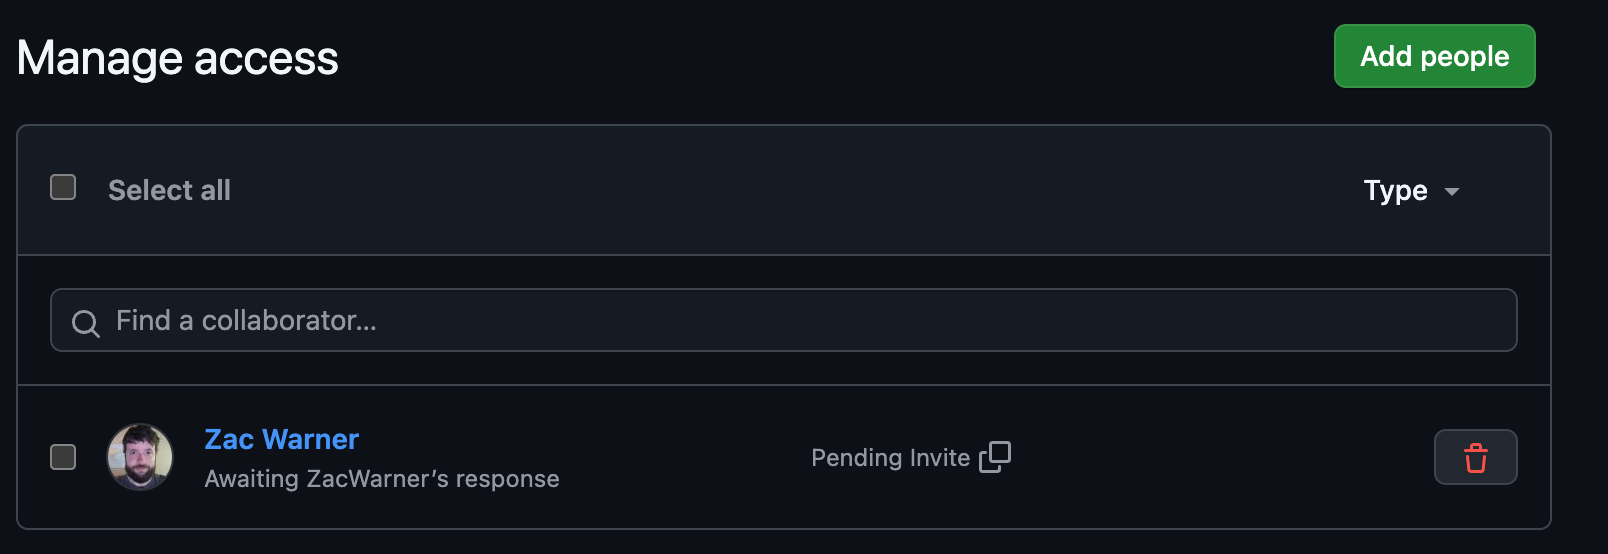 Manage access
Add people
Select all
Type
Find a collaborator...
Zac Warner
Awaiting ZacWarner’s response
Pending Invite